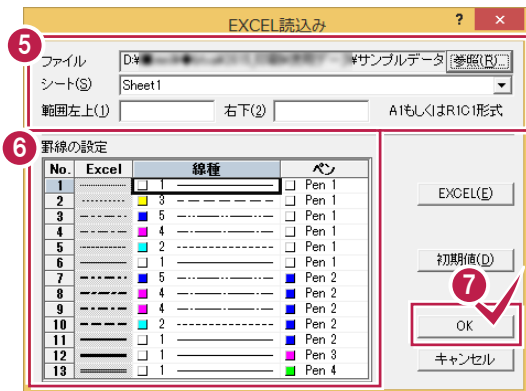 EXCEL読込み ? ×
5
ファイル D:¥ ¥サンプルデータ 参照(R)...
シート(S) Sheet1
範囲左上(1) 右下(2) A1もしくはR1C1形式
6
罫線の設定
No. Excel 線種 ペン
1 1 Pen 1
2 3 Pen 1
3 5 Pen 1
4 4 Pen 1
5 2 Pen 1
6 1 Pen 1
7 5 Pen 2
8 4 Pen 2
9 4 Pen 2
10 2 Pen 2
11 1 Pen 2
12 1 Pen 3
13 1 Pen 4
EXCEL(E)
初期値(D)
7
OK
キャンセル